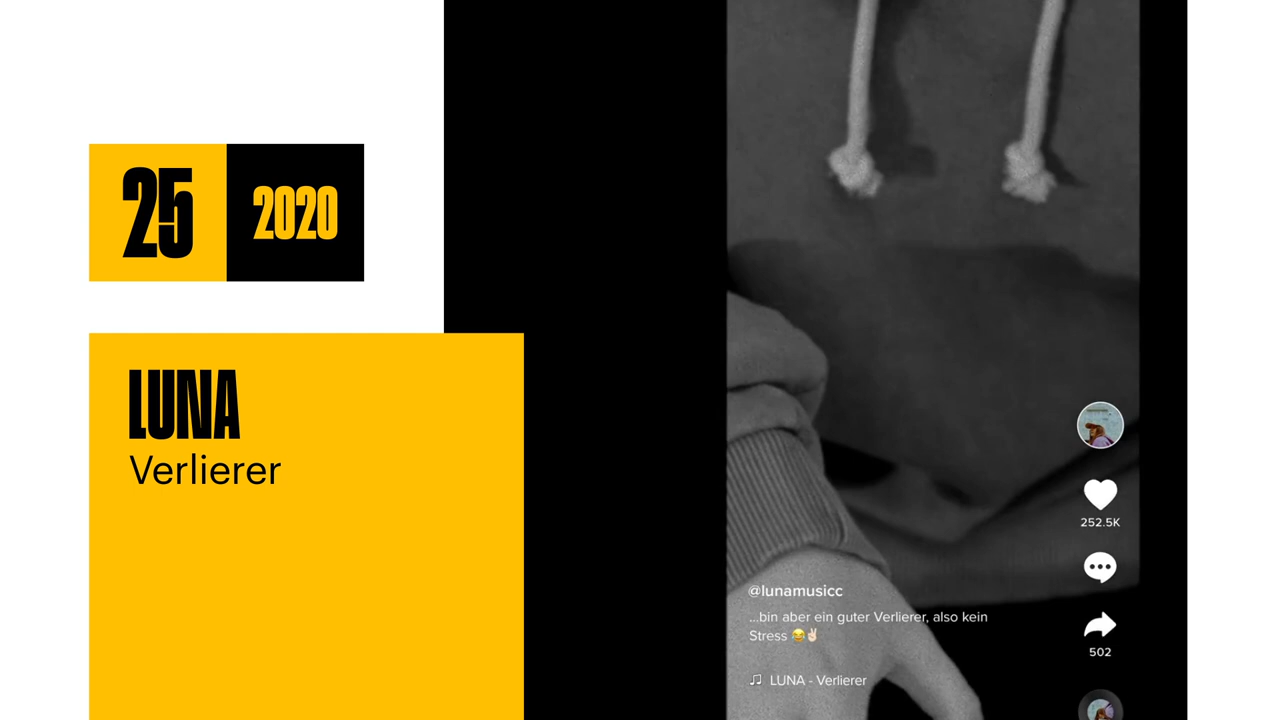 25
2020
LUNA
Verlierer
252.5K
@lunamusicc
...bin aber ein guter Verlierer, also kein
Stress 😂✌🏻
502
♫ LUNA - Verlierer